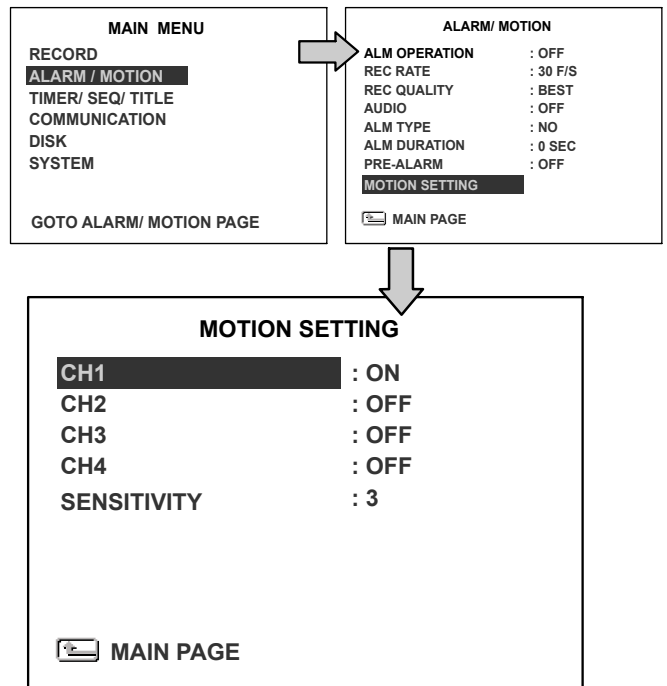 MAIN MENU
RECORD
ALARM / MOTION
TIMER/ SEQ/ TITLE
COMMUNICATION
DISK
SYSTEM
GOTO ALARM/ MOTION PAGE
ALARM/ MOTION
ALM OPERATION : OFF
REC RATE : 30 F/S
REC QUALITY : BEST
AUDIO : OFF
ALM TYPE : NO
ALM DURATION : 0 SEC
PRE-ALARM : OFF
MOTION SETTING
MAIN PAGE
MOTION SETTING
CH1 : ON
CH2 : OFF
CH3 : OFF
CH4 : OFF
SENSITIVITY : 3
MAIN PAGE